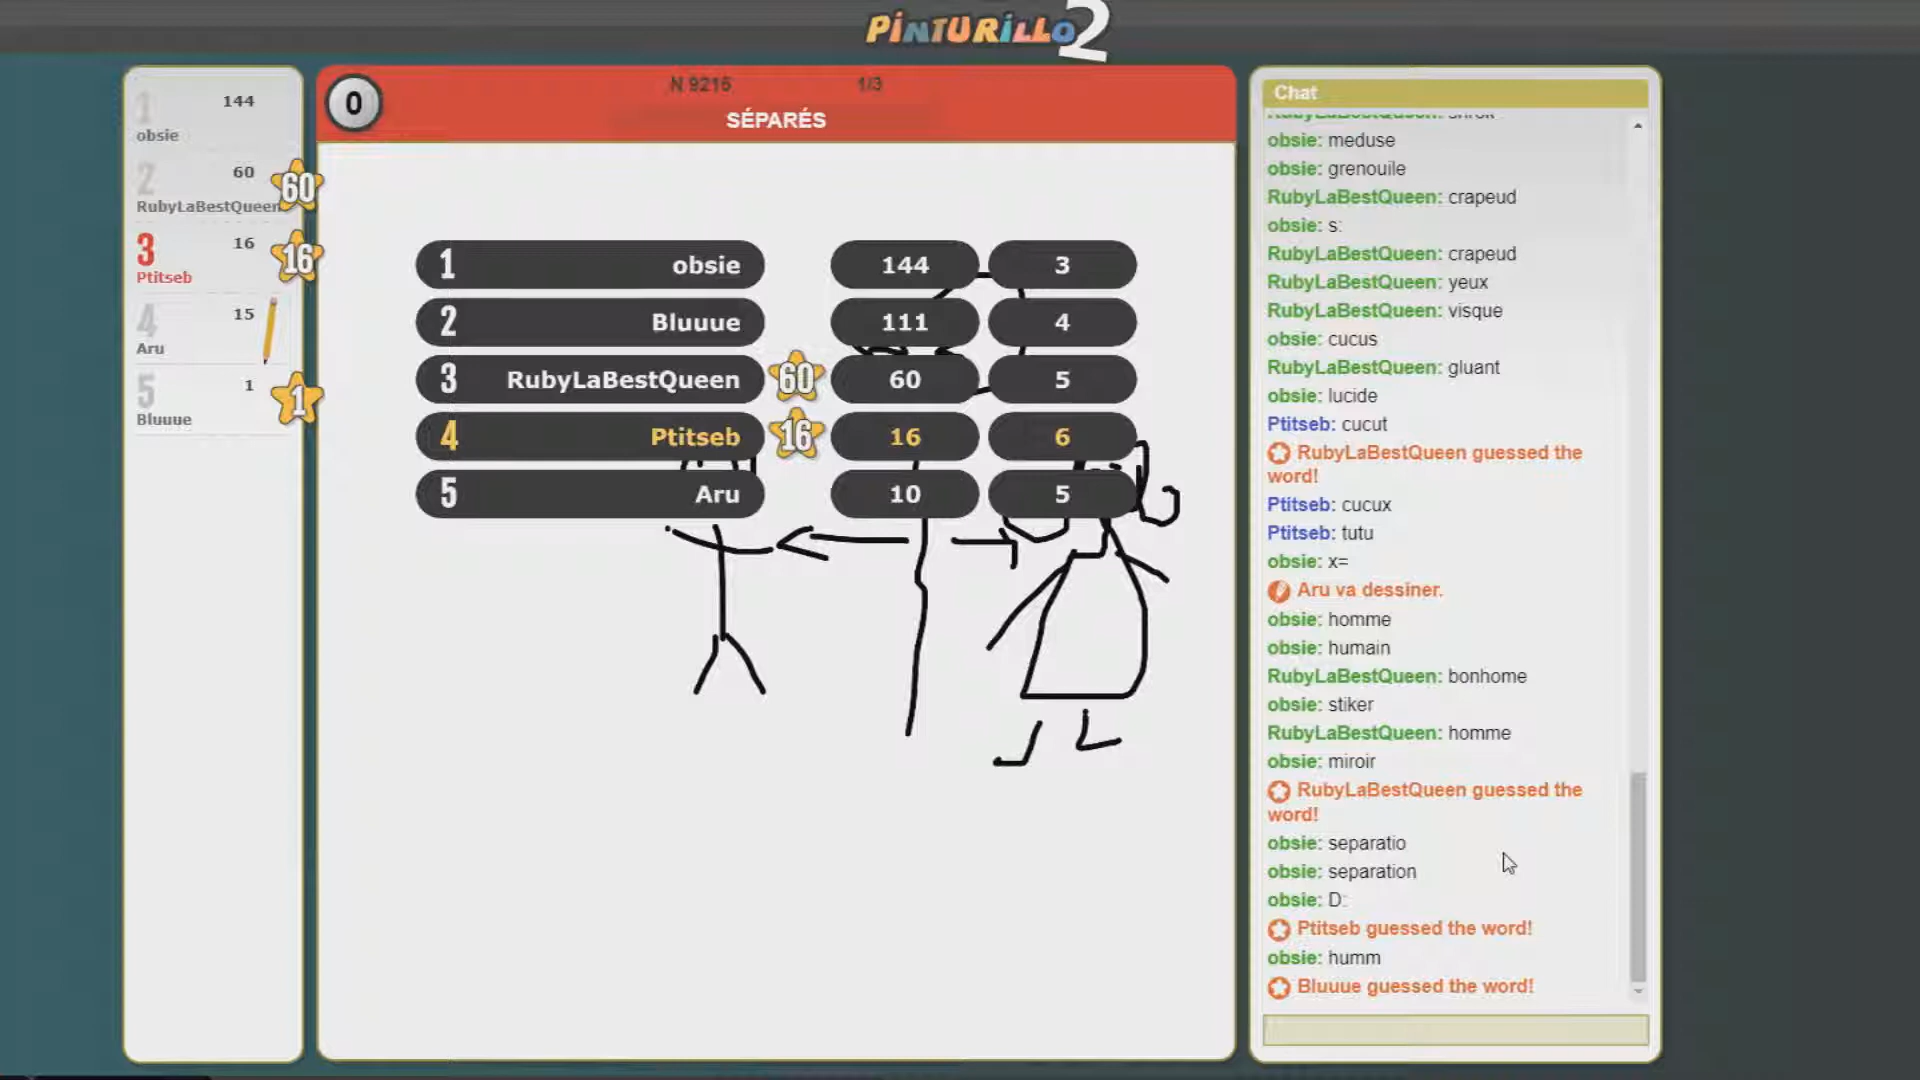 PINTURILLO 2
1 144
obsie
2 60 60
RubyLaBestQueen
3 16 16
Ptitseb
4 15
Aru
5 1 1
Bluuue
0 N 9215 1/3
SÉPARÉS
1 obsie 144 3
2 Bluuue 111 4
3 RubyLaBestQueen 60 60 5
4 Ptitseb 16 16 6
5 Aru 10 5
Chat
obsie: meduse
obsie: grenouile
RubyLaBestQueen: crapeud
obsie: s:
RubyLaBestQueen: crapeud
RubyLaBestQueen: yeux
RubyLaBestQueen: visque
obsie: cucus
RubyLaBestQueen: gluant
obsie: lucide
Ptitseb: cucut
RubyLaBestQueen guessed the
word!
Ptitseb: cucux
Ptitseb: tutu
obsie: x=
Aru va dessiner.
obsie: homme
obsie: humain
RubyLaBestQueen: bonhome
obsie: stiker
RubyLaBestQueen: homme
obsie: miroir
RubyLaBestQueen guessed the
word!
obsie: separatio
obsie: separation
obsie: D:
Ptitseb guessed the word!
obsie: humm
Bluuue guessed the word!